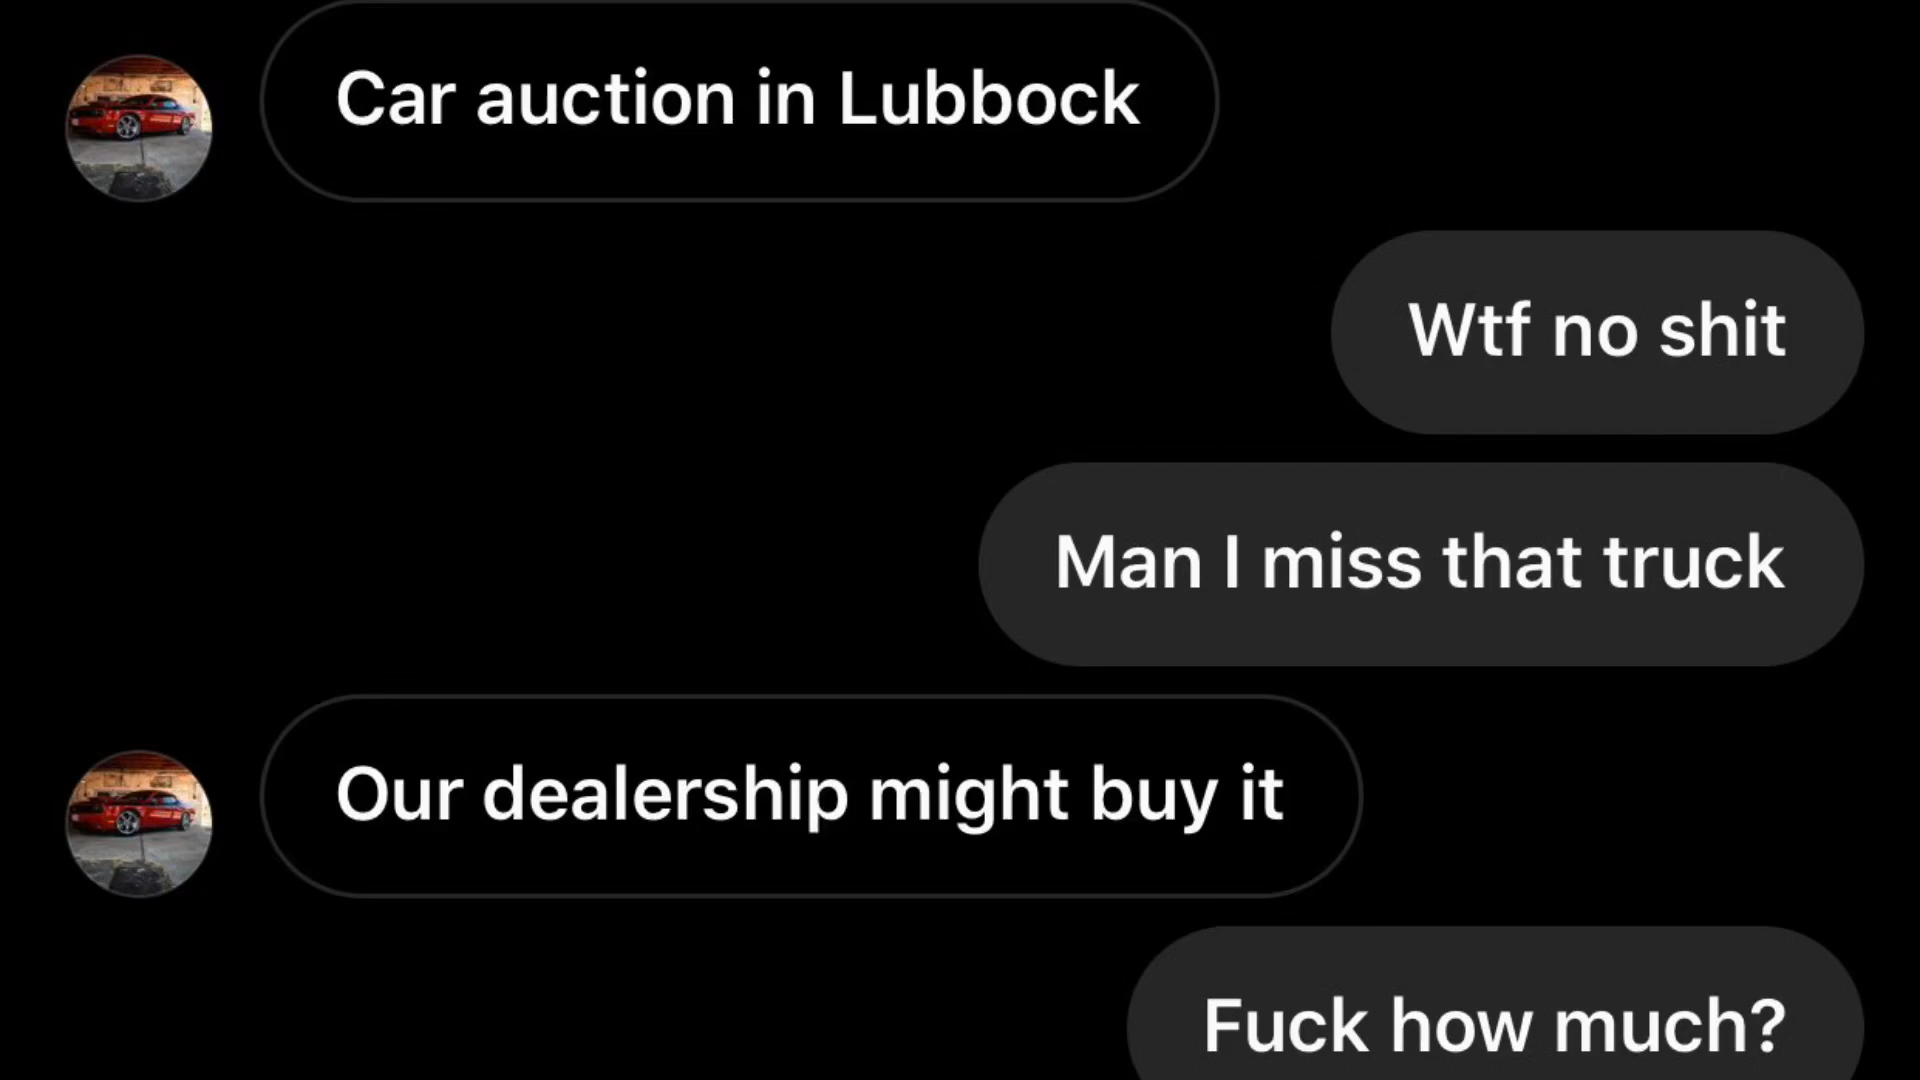 Car auction in Lubbock
Wtf no shit
Man I miss that truck
Our dealership might buy it
Fuck how much?